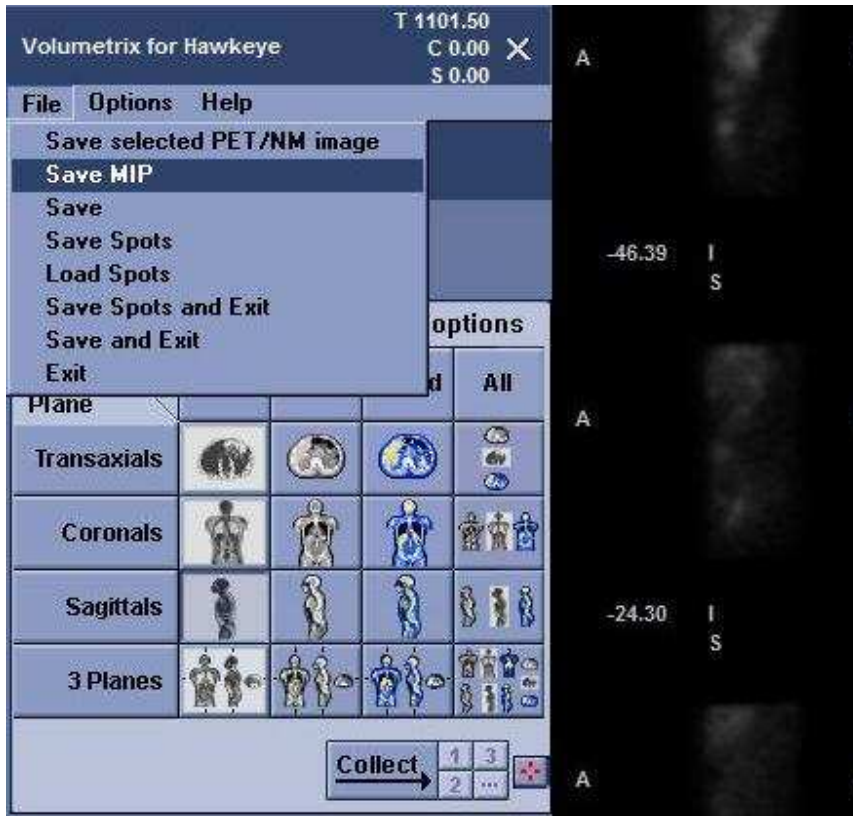 T 1101.50
Volumetrix for Hawkeye
C 0.00
S 0.00
File Options Help
Save selected PET/NM image
Save MIP
Save
Save Spots
Load Spots
Save Spots and Exit
Save and Exit
Exit
options
d
All
Plane
Transaxials
Coronals
Sagittals
3 Planes
Collect
1 3
2 ...
A
-46.39 I
S
A
-24.30 I
S
A